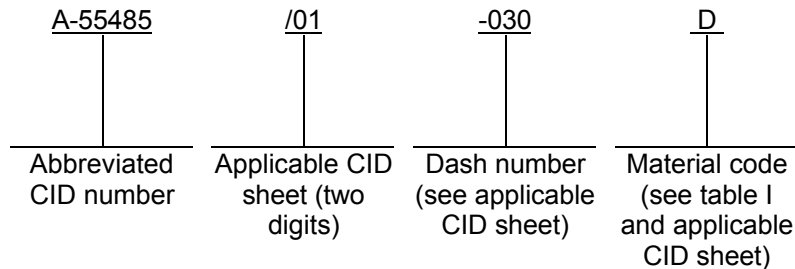 A-55485 /01 -030 D
Abbreviated CID number
Applicable CID sheet (two digits)
Dash number (see applicable CID sheet)
Material code (see table I and applicable CID sheet)